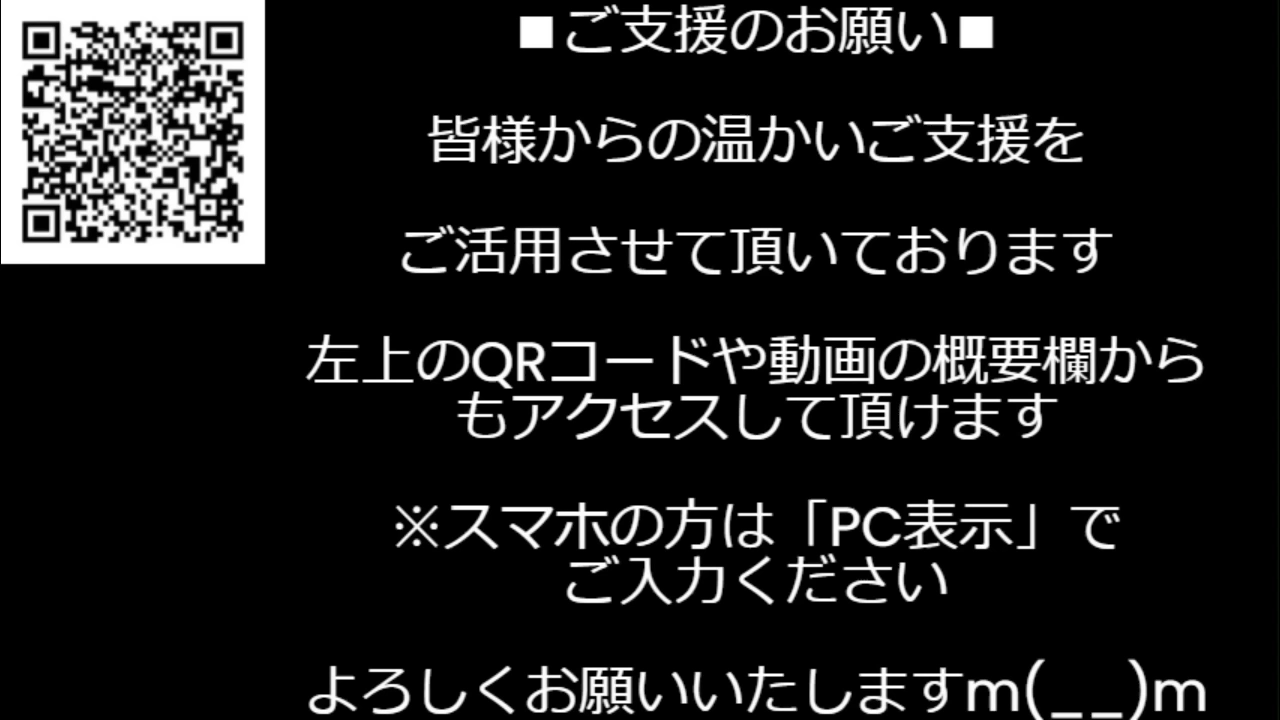 ■ご支援のお願い■
皆様からの温かいご支援を
ご活用させて頂いております
左上のQRコードや動画の概要欄から
もアクセスして頂けます
※スマホの方は「PC表示」で
ご入力ください
よろしくお願いいたしますm(__)m